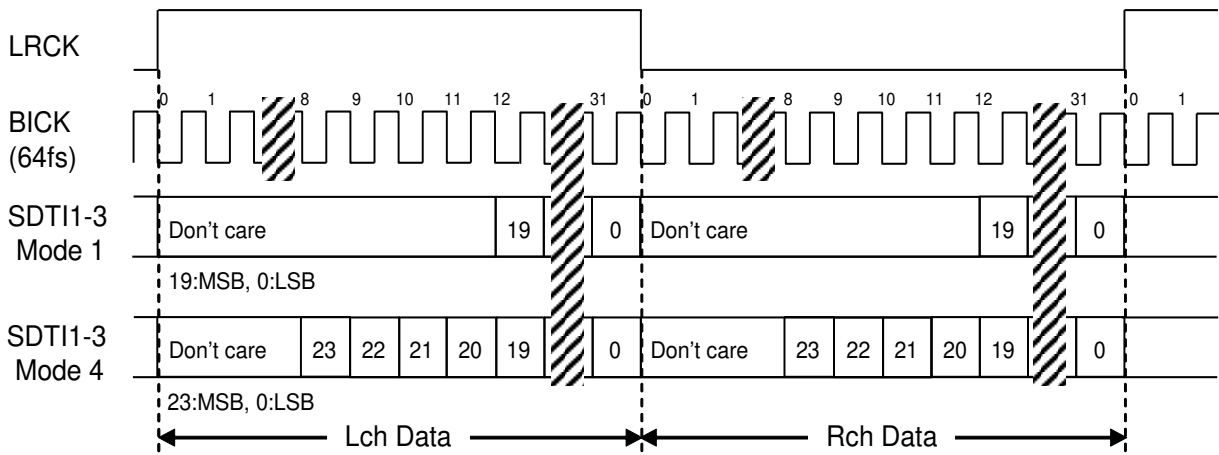 LRCK
0 1 8 9 10 11 12 31 0 1 8 9 10 11 12 31 0 1
BICK
(64fs)
SDTI1-3
Mode 1
Don't care 19 0 Don't care 19 0
19:MSB, 0:LSB
SDTI1-3
Mode 4
Don't care 23 22 21 20 19 0 Don't care 23 22 21 20 19 0
23:MSB, 0:LSB
Lch Data Rch Data